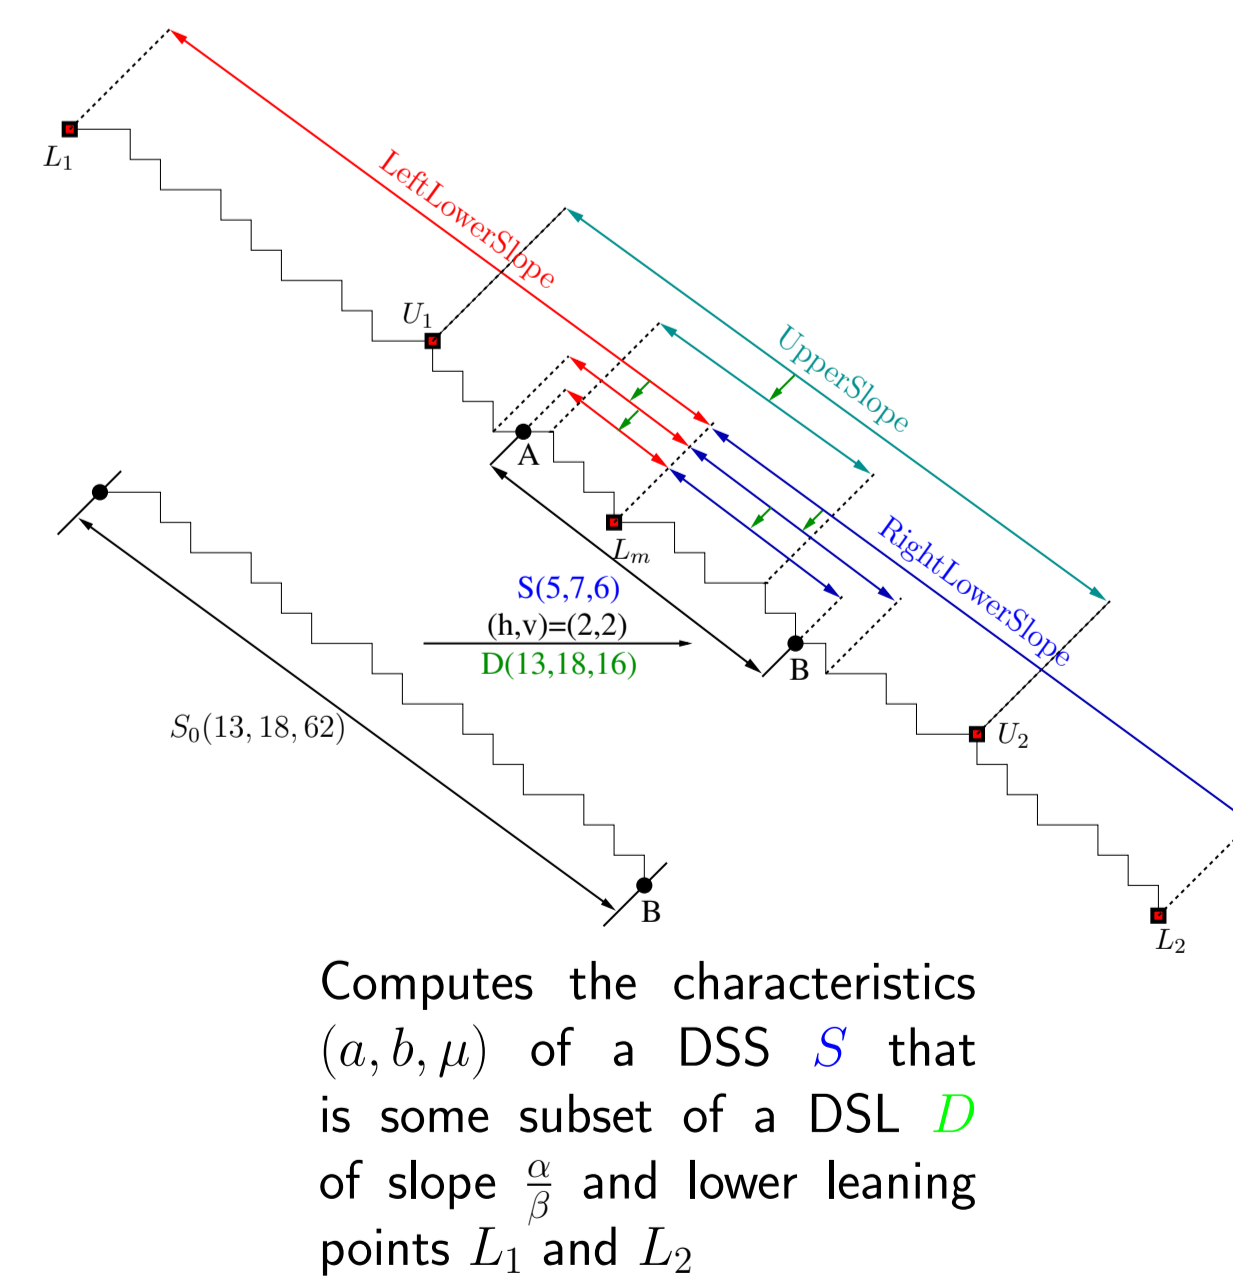 L₁
LeftLowerSlope
U₁
UpperSlope
A
L_m
RightLowerSlope
S(5,7,6)
(h,v)=(2,2)
D(13,18,16)
B
S₀(13, 18, 62)
U₂
B
L₂
Computes the characteristics
(a, b, μ) of a DSS S that
is some subset of a DSL D
of slope α/β and lower leaning
points L₁ and L₂